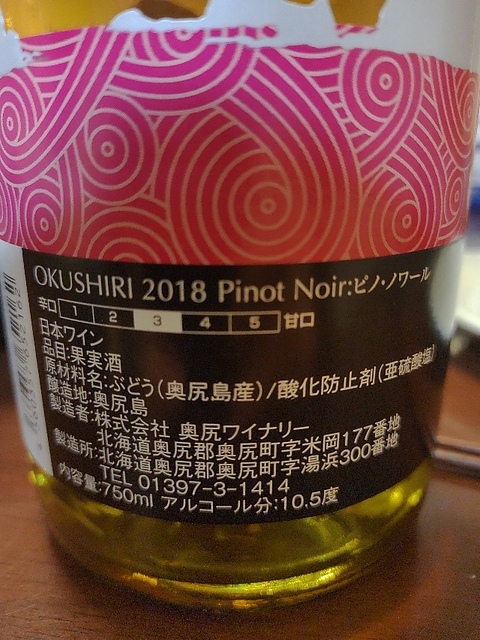 OKUSHIRI 2018 Pinot Noir:ピノ・ノワール
辛口 1 2 3 4 5 甘口
日本ワイン
品目:果実酒
原材料名:ぶどう(奥尻島産)/酸化防止剤(亜硫酸塩)
醸造地:奥尻島
製造者:株式会社 奥尻ワイナリー
北海道奥尻郡奥尻町字米岡177番地
製造所:北海道奥尻郡奥尻町字湯浜300番地
TEL 01397-3-1414
内容量:750ml アルコール分:10.5度